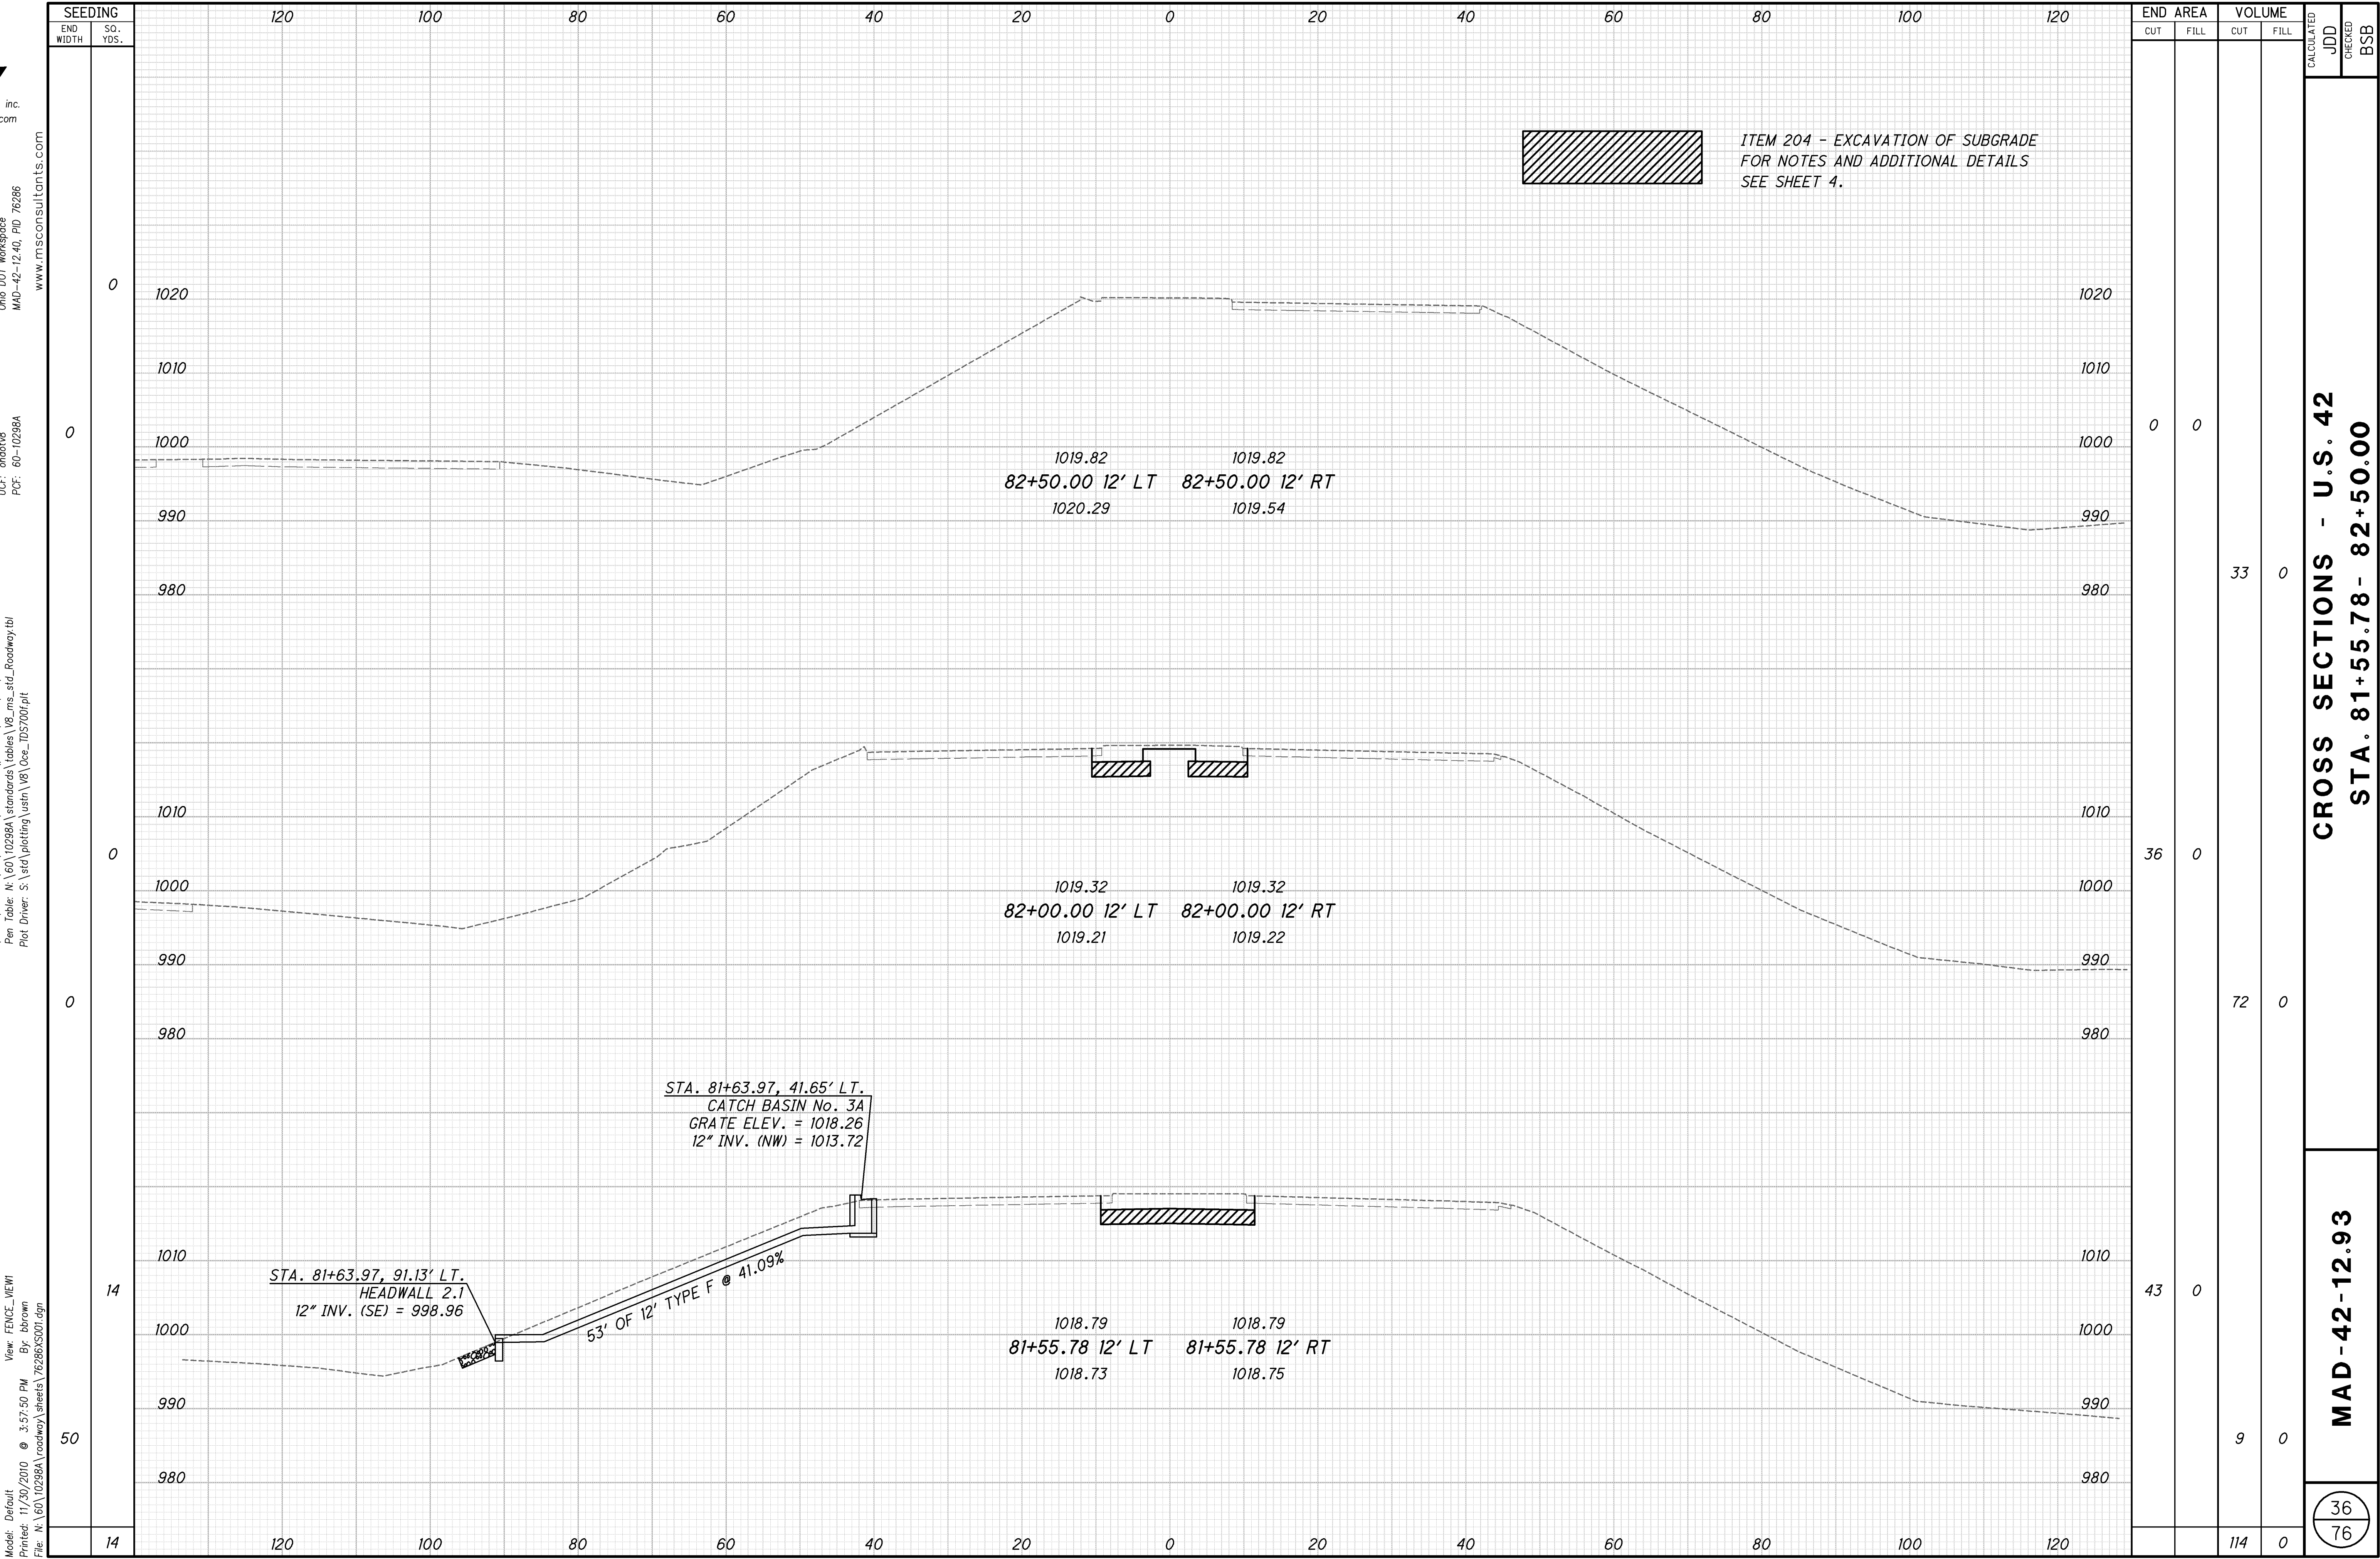 SEEDING
END WIDTH
SQ. YDS.
120 100 80 60 40 20 0 20 40 60 80 100 120
END AREA
VOLUME
CUT FILL CUT FILL
CALCULATED
JDD
CHECKED
BSB
inc.
com
www.msconsultants.com
MAD-42-12.40, PID 76286
PCF: 60-10298A
Pen Table: N:\60\10298A\standards\tables\V8_ms_std_Roadway.tbl
Plot Driver: S:\std\plotting\ustn\V8\Oce_TDS700f.plt
Model: Default View: FENCE_VIEW1
Printed: 11/30/2010 @ 3:57:50 PM By: bbrown
File: N:\60\10298A\roadway\sheets\76286XS001.dgn
ITEM 204 - EXCAVATION OF SUBGRADE
FOR NOTES AND ADDITIONAL DETAILS
SEE SHEET 4.
0
1020 1020
1010 1010
0 0 0
1000 1000
1019.82 1019.82
82+50.00 12' LT 82+50.00 12' RT
1020.29 1019.54
990 990
33 0
980 980
1010 1010
0 36 0
1000 1000
1019.32 1019.32
82+00.00 12' LT 82+00.00 12' RT
1019.21 1019.22
990 990
0 72 0
980 980
STA. 81+63.97, 41.65' LT.
CATCH BASIN No. 3A
GRATE ELEV. = 1018.26
12" INV. (NW) = 1013.72
1010 1010
STA. 81+63.97, 91.13' LT.
HEADWALL 2.1
12" INV. (SE) = 998.96
53' OF 12' TYPE F @ 41.09%
14 43 0
1000 1000
1018.79 1018.79
81+55.78 12' LT 81+55.78 12' RT
1018.73 1018.75
990 990
50 9 0
980 980
14
120 100 80 60 40 20 0 20 40 60 80 100 120
114 0
CROSS SECTIONS - U.S. 42
STA. 81+55.78- 82+50.00
MAD-42-12.93
36
76